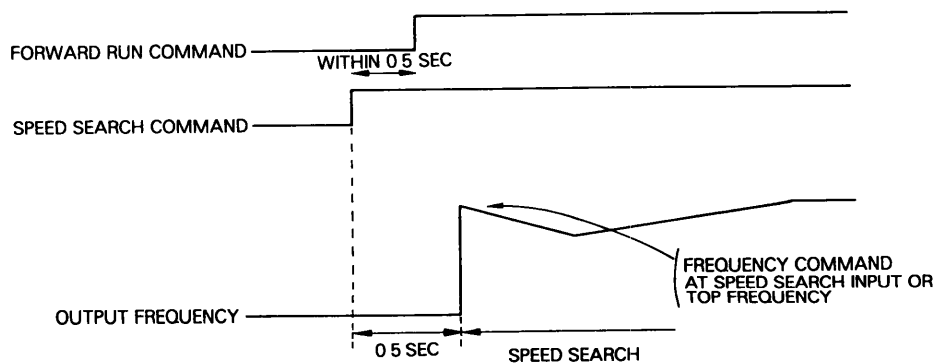 FORWARD RUN COMMAND
WITHIN 0 5 SEC
SPEED SEARCH COMMAND
FREQUENCY COMMAND
AT SPEED SEARCH INPUT OR
TOP FREQUENCY
OUTPUT FREQUENCY
0 5 SEC
SPEED SEARCH